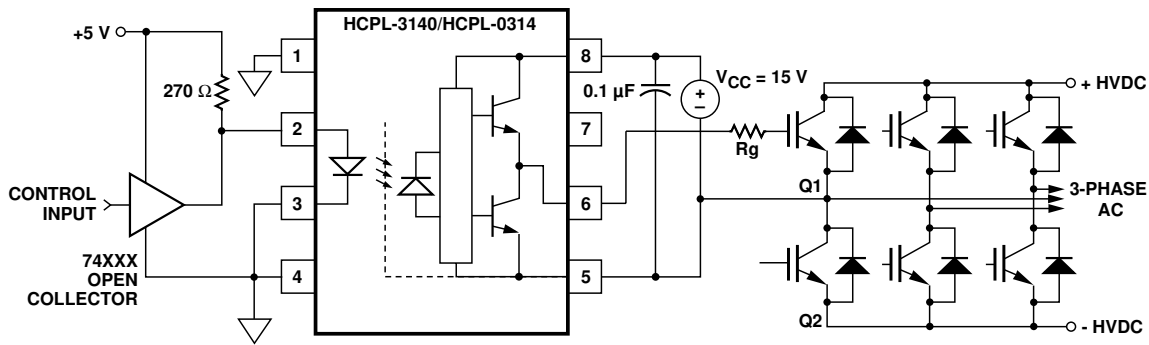 HCPL-3140/HCPL-0314
+5 V
270 Ω
1
2
3
4
8
7
6
5
0.1 µF
+
–
VCC = 15 V
Rg
+ HVDC
Q1
3-PHASE
AC
CONTROL
INPUT
74XXX
OPEN
COLLECTOR
Q2
- HVDC